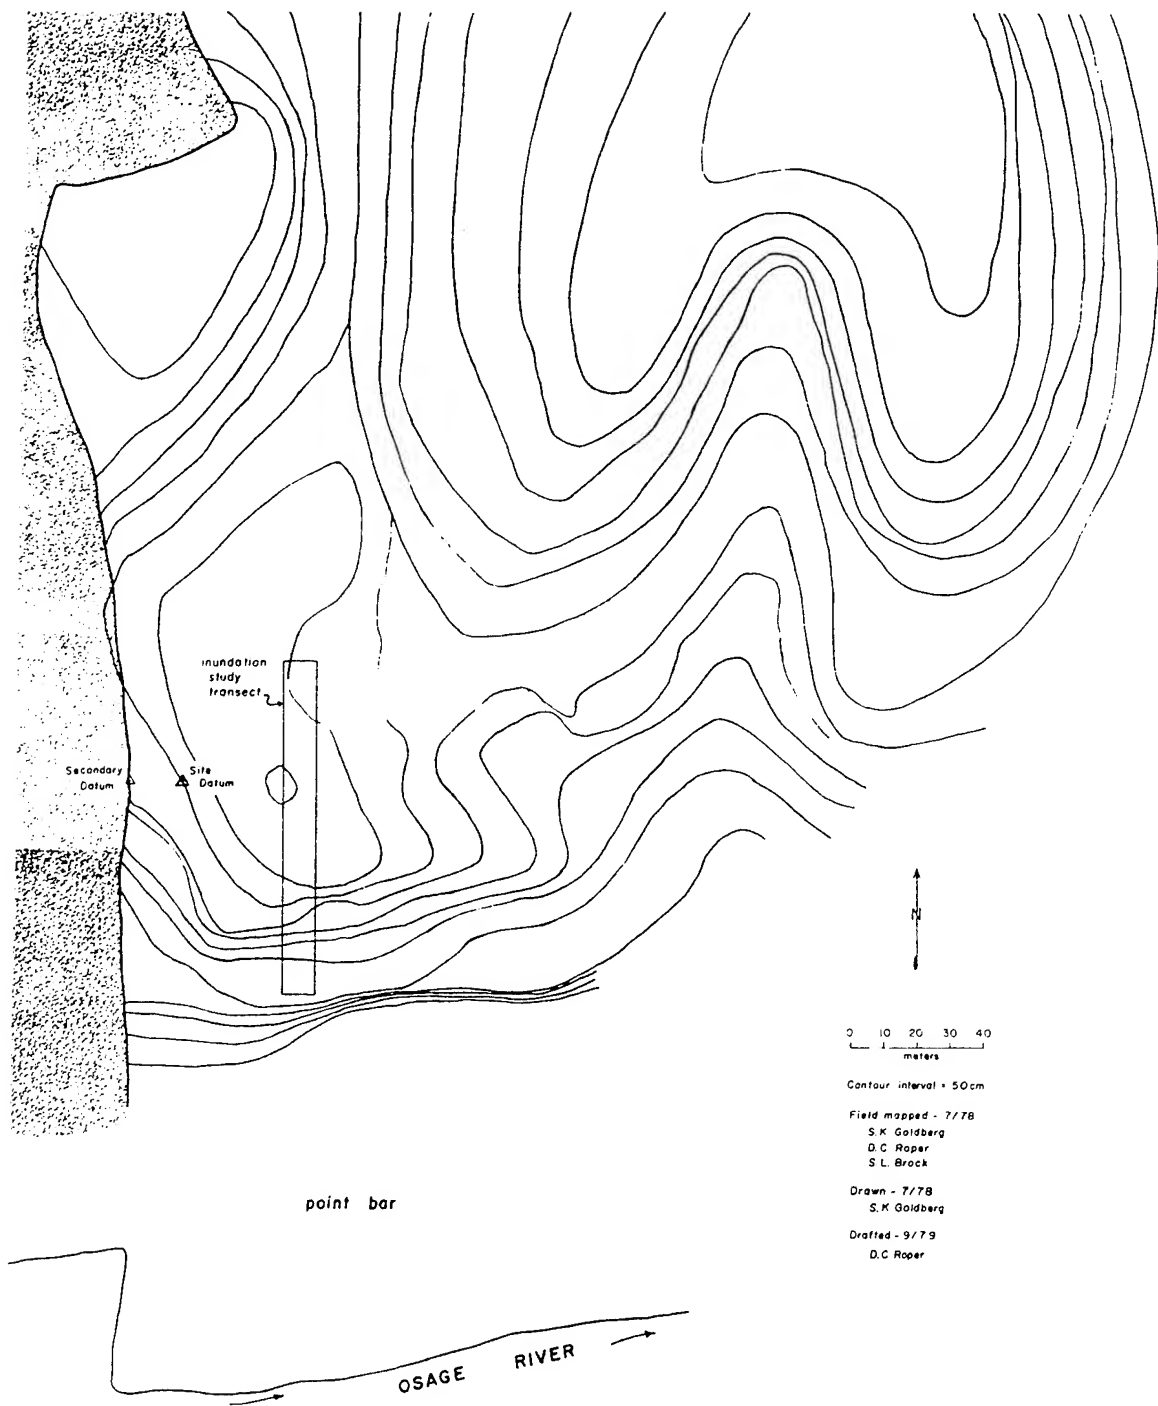 inundation
study
transect
Secondary
Datum
Site
Datum
N
0 10 20 30 40
meters
Contour interval = 50cm
Field mapped - 7/78
S.K Goldberg
D.C Roper
S L. Brock
Drawn - 7/78
S.K Goldberg
Drafted - 9/79
D.C Roper
point bar
OSAGE RIVER